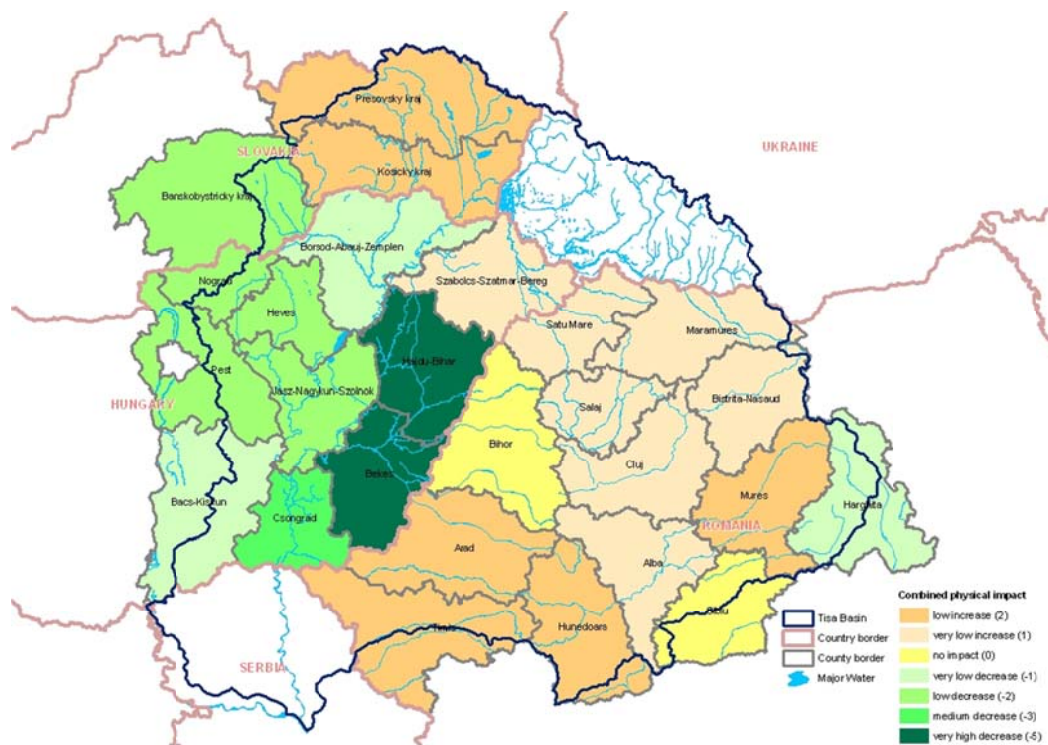 Presovsky kraj
UKRAINE
SLOVAKIA
Kosicky kraj
Banskobystricky kraj
Borsod-Abauj-Zemplen
Szabolcs-Szatmar-Bereg
Nograd
Heves
Satu Mare
Maramures
Hajdu-Bihar
Pest
Jasz-Nagykun-Szolnok
Bistrita-Nasaud
HUNGARY
Salaj
Bihor
Cluj
Bekes
Bacs-Kiskun
Mures
Harghita
Csongrad
ROMANIA
Arad
Alba
Sibiu
Timis
Hunedoara
SERBIA
Tisa Basin
Country border
County border
Major Water
Combined physical impact
low increase (2)
very low increase (1)
no impact (0)
very low decrease (-1)
low decrease (-2)
medium decrease (-3)
very high decrease (-5)